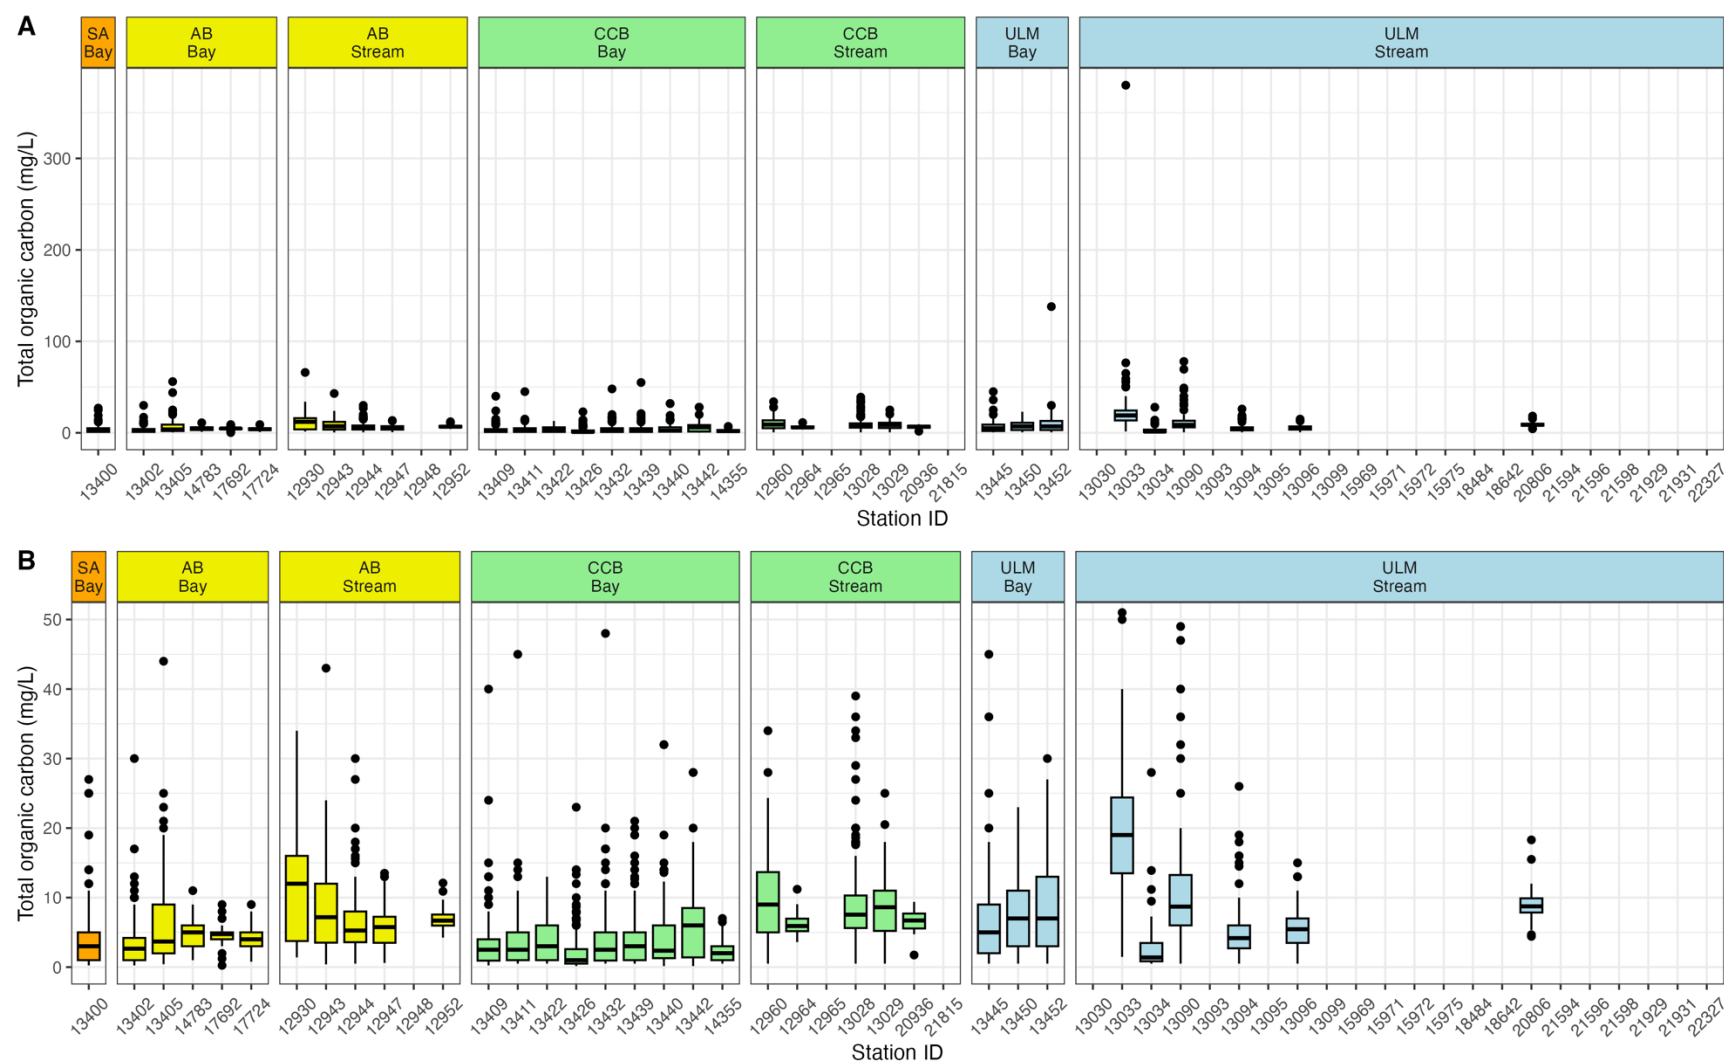 A
SA
Bay
AB
Bay
AB
Stream
CCB
Bay
CCB
Stream
ULM
Bay
ULM
Stream
Total organic carbon (mg/L)
300
200
100
0
13400 13402 13405 14783 17692 17724 12930 12943 12944 12947 12948 12952 13409 13411 13422 13426 13432 13439 13440 13442 14355 12960 12964 12965 13028 13029 20936 21815 13445 13450 13452 13030 13033 13034 13090 13093 13094 13095 13096 13099 15969 15971 15972 15975 18484 18642 20806 21594 21596 21598 21929 21931 22327
Station ID
B
SA
Bay
AB
Bay
AB
Stream
CCB
Bay
CCB
Stream
ULM
Bay
ULM
Stream
Total organic carbon (mg/L)
50
40
30
20
10
0
13400 13402 13405 14783 17692 17724 12930 12943 12944 12947 12948 12952 13409 13411 13422 13426 13432 13439 13440 13442 14355 12960 12964 12965 13028 13029 20936 21815 13445 13450 13452 13030 13033 13034 13090 13093 13094 13095 13096 13099 15969 15971 15972 15975 18484 18642 20806 21594 21596 21598 21929 21931 22327
Station ID